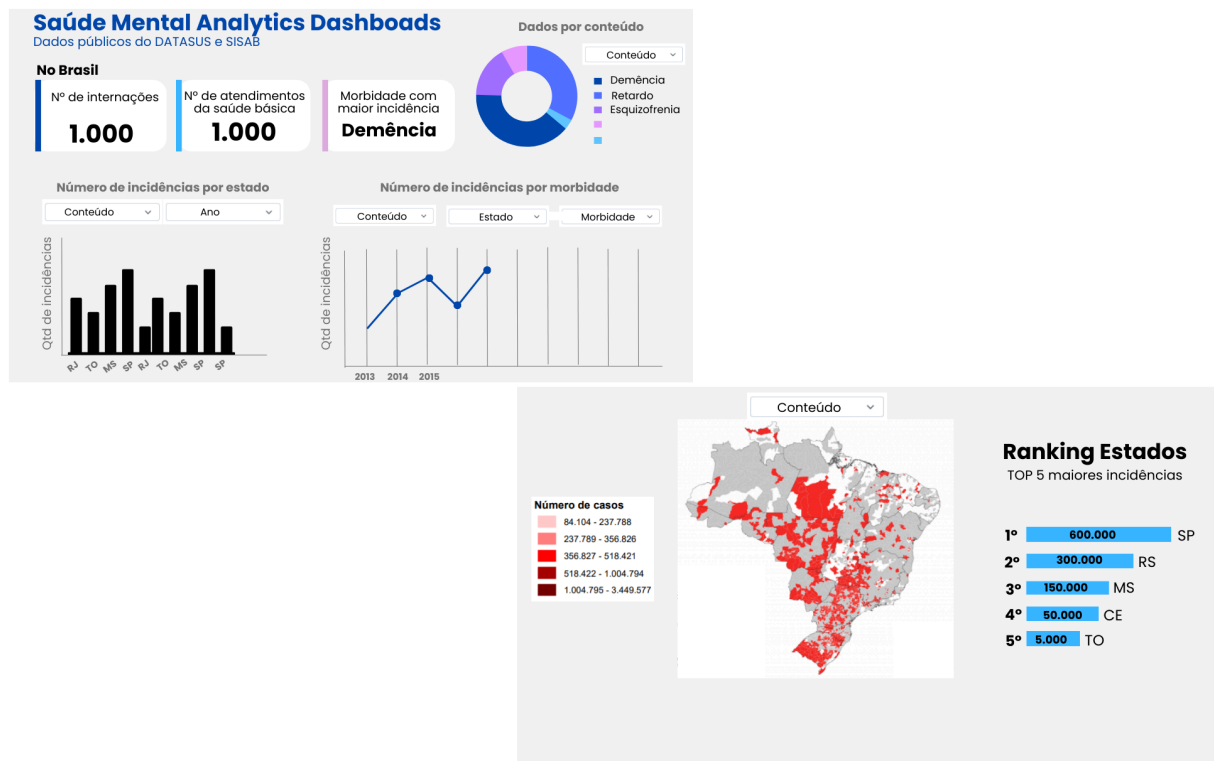 Saúde Mental Analytics Dashboads
Dados públicos do DATASUS e SISAB
No Brasil
Nº de internações
1.000
Nº de atendimentos
da saúde básica
1.000
Morbidade com
maior incidência
Demência
Dados por conteúdo
Conteúdo
Demência
Retardo
Esquizofrenia
Número de incidências por estado
Conteúdo
Ano
Qtd de incidências
RJ
TO
MS
SP
RJ
TO
MS
SP
SP
Número de incidências por morbidade
Conteúdo
Estado
Morbidade
Qtd de incidências
2013
2014
2015
Conteúdo
Número de casos
84.104 - 237.788
237.789 - 356.826
356.827 - 518.421
518.422 - 1.004.794
1.004.795 - 3.449.577
Ranking Estados
TOP 5 maiores incidências
1º 600.000 SP
2º 300.000 RS
3º 150.000 MS
4º 50.000 CE
5º 5.000 TO